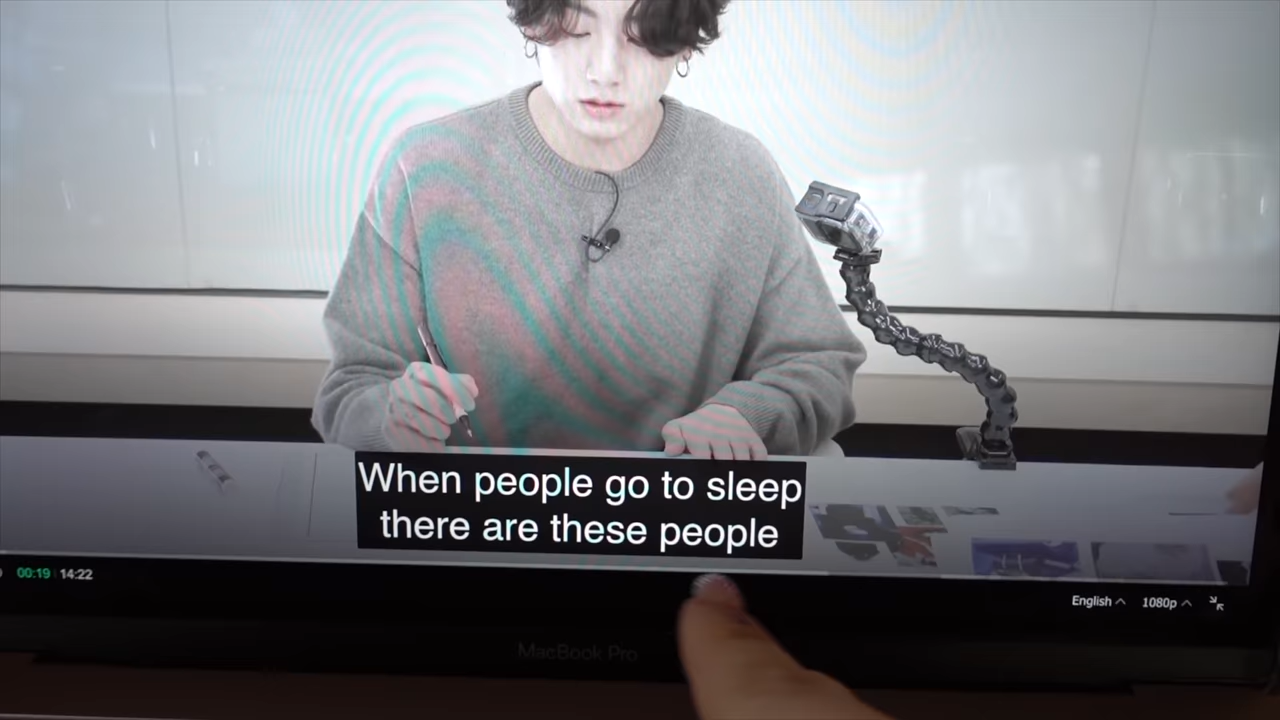 When people go to sleep
there are these people
00:19 14:22
English
1080p
MacBook Pro